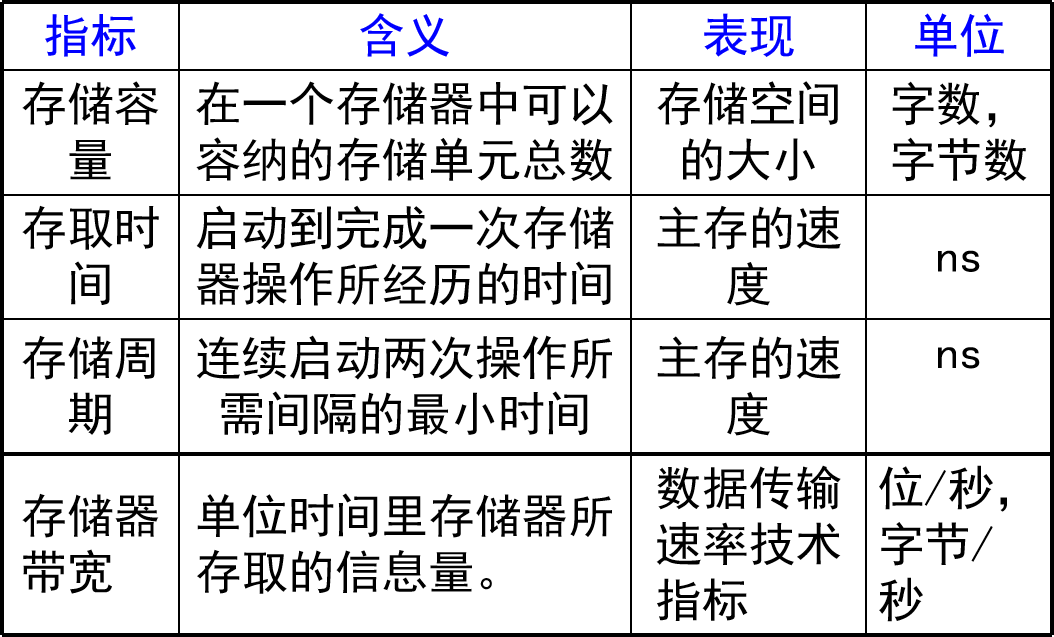 指标 含义 表现 单位
存储容 在一个存储器中可以 存储空间 字数，
量 容纳的存储单元总数 的大小 字节数
存取时 启动到完成一次存储 主存的速 ns
间 器操作所经历的时间 度
存储周 连续启动两次操作所 主存的速 ns
期 需间隔的最小时间 度
存储器 单位时间里存储器所 数据传输 位/秒，
带宽 存取的信息量。 速率技术 字节/
指标 秒